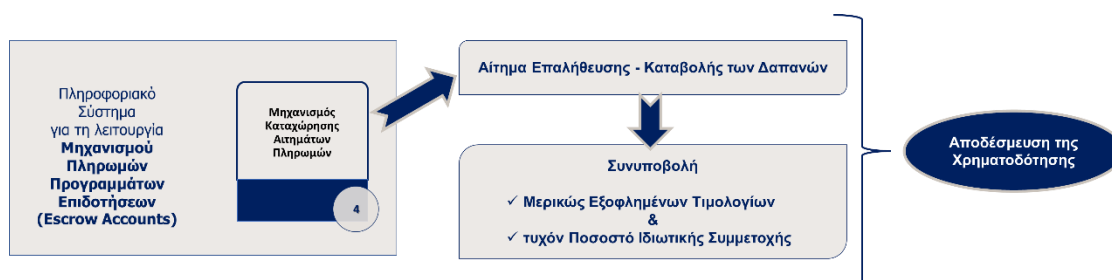 Πληροφοριακό
Σύστημα
για τη λειτουργία
Μηχανισμού
Πληρωμών
Προγραμμάτων
Επιδοτήσεων
(Escrow Accounts)
Μηχανισμός
Καταχώρησης
Αιτημάτων
Πληρωμών
4
Αίτημα Επαλήθευσης - Καταβολής των Δαπανών
Συνυποβολή
✓ Μερικώς Εξοφλημένων Τιμολογίων
&
✓ τυχόν Ποσοστό Ιδιωτικής Συμμετοχής
Αποδέσμευση της
Χρηματοδότησης